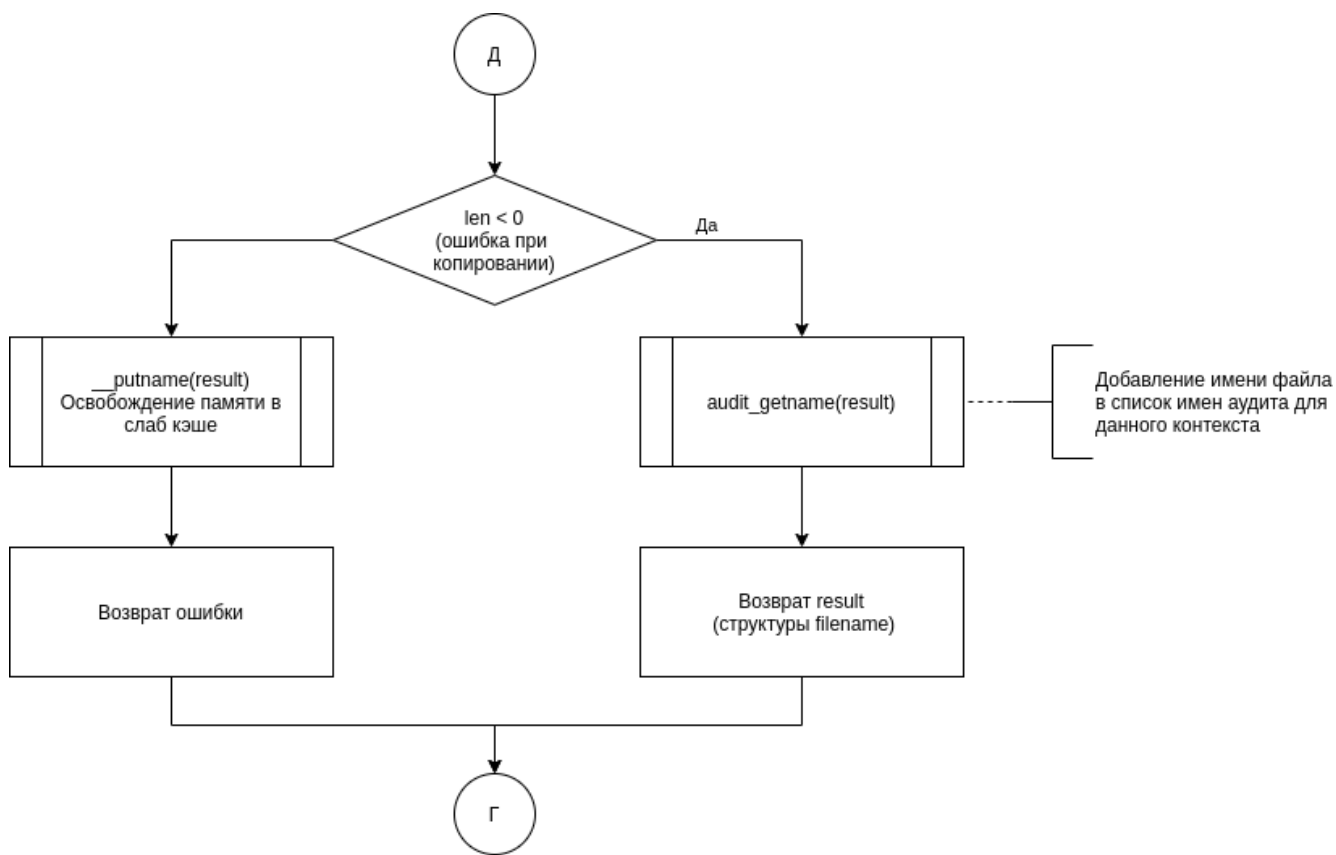 Д
len < 0
(ошибка при
копировании)
Да
__putname(result)
Освобождение памяти в
слаб кэше
audit_getname(result)
Добавление имени файла
в список имен аудита для
данного контекста
Возврат ошибки
Возврат result
(структуры filename)
Г